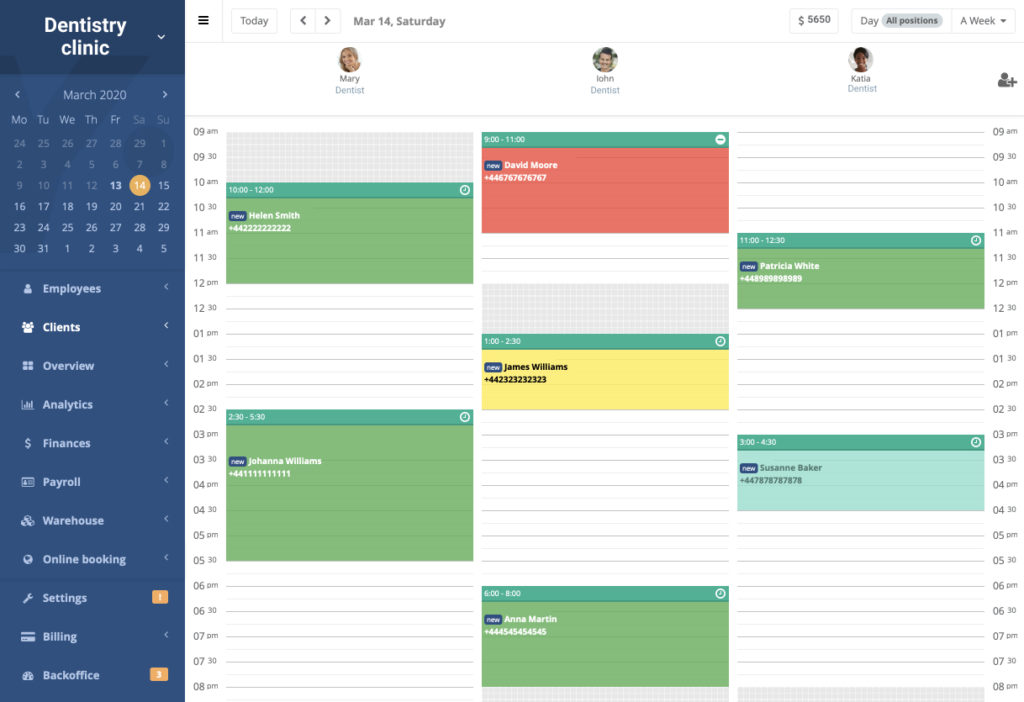 Dentistry
clinic
March 2020
Mo Tu We Th Fr Sa Su
24 25 26 27 28 29 1
2 3 4 5 6 7 8
9 10 11 12 13 14 15
16 17 18 19 20 21 22
23 24 25 26 27 28 29
30 31 1 2 3 4 5
Employees
Clients
Overview
Analytics
Finances
Payroll
Warehouse
Online booking
Settings !
Billing
Backoffice 3
Today Mar 14, Saturday $ 5650 Day All positions A Week
Mary
Dentist
Iohn
Dentist
Katia
Dentist
09 am
09 30
10 am
10 30
11 am
11 30
12 pm
12 30
01 pm
01 30
02 pm
02 30
03 pm
03 30
04 pm
04 30
05 pm
05 30
06 pm
06 30
07 pm
07 30
08 pm
10:00 - 12:00
new Helen Smith
+442222222222
2:30 - 5:30
new Johanna Williams
+441111111111
9:00 - 11:00
new David Moore
+446767676767
1:00 - 2:30
new James Williams
+442323232323
6:00 - 8:00
new Anna Martin
+444545454545
11:00 - 12:30
new Patricia White
+448989898989
3:00 - 4:30
new Susanne Baker
+447878787878
09 am
09 30
10 am
10 30
11 am
11 30
12 pm
12 30
01 pm
01 30
02 pm
02 30
03 pm
03 30
04 pm
04 30
05 pm
05 30
06 pm
06 30
07 pm
07 30
08 pm